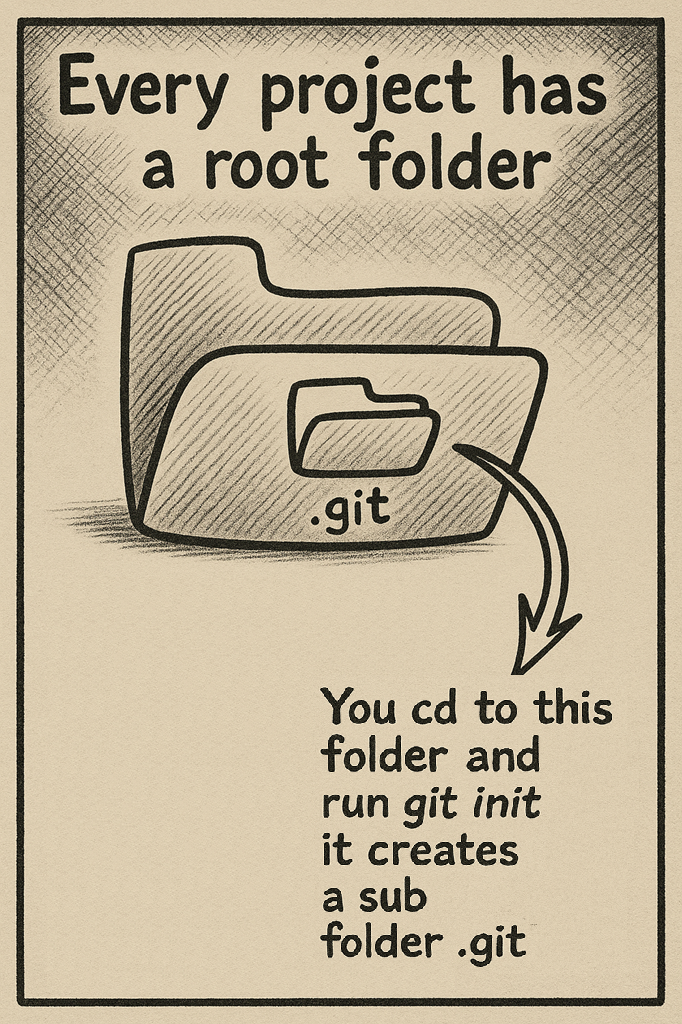 Every project has
a root folder
.git
You cd to this
folder and
run git init
it creates
a sub
folder .git